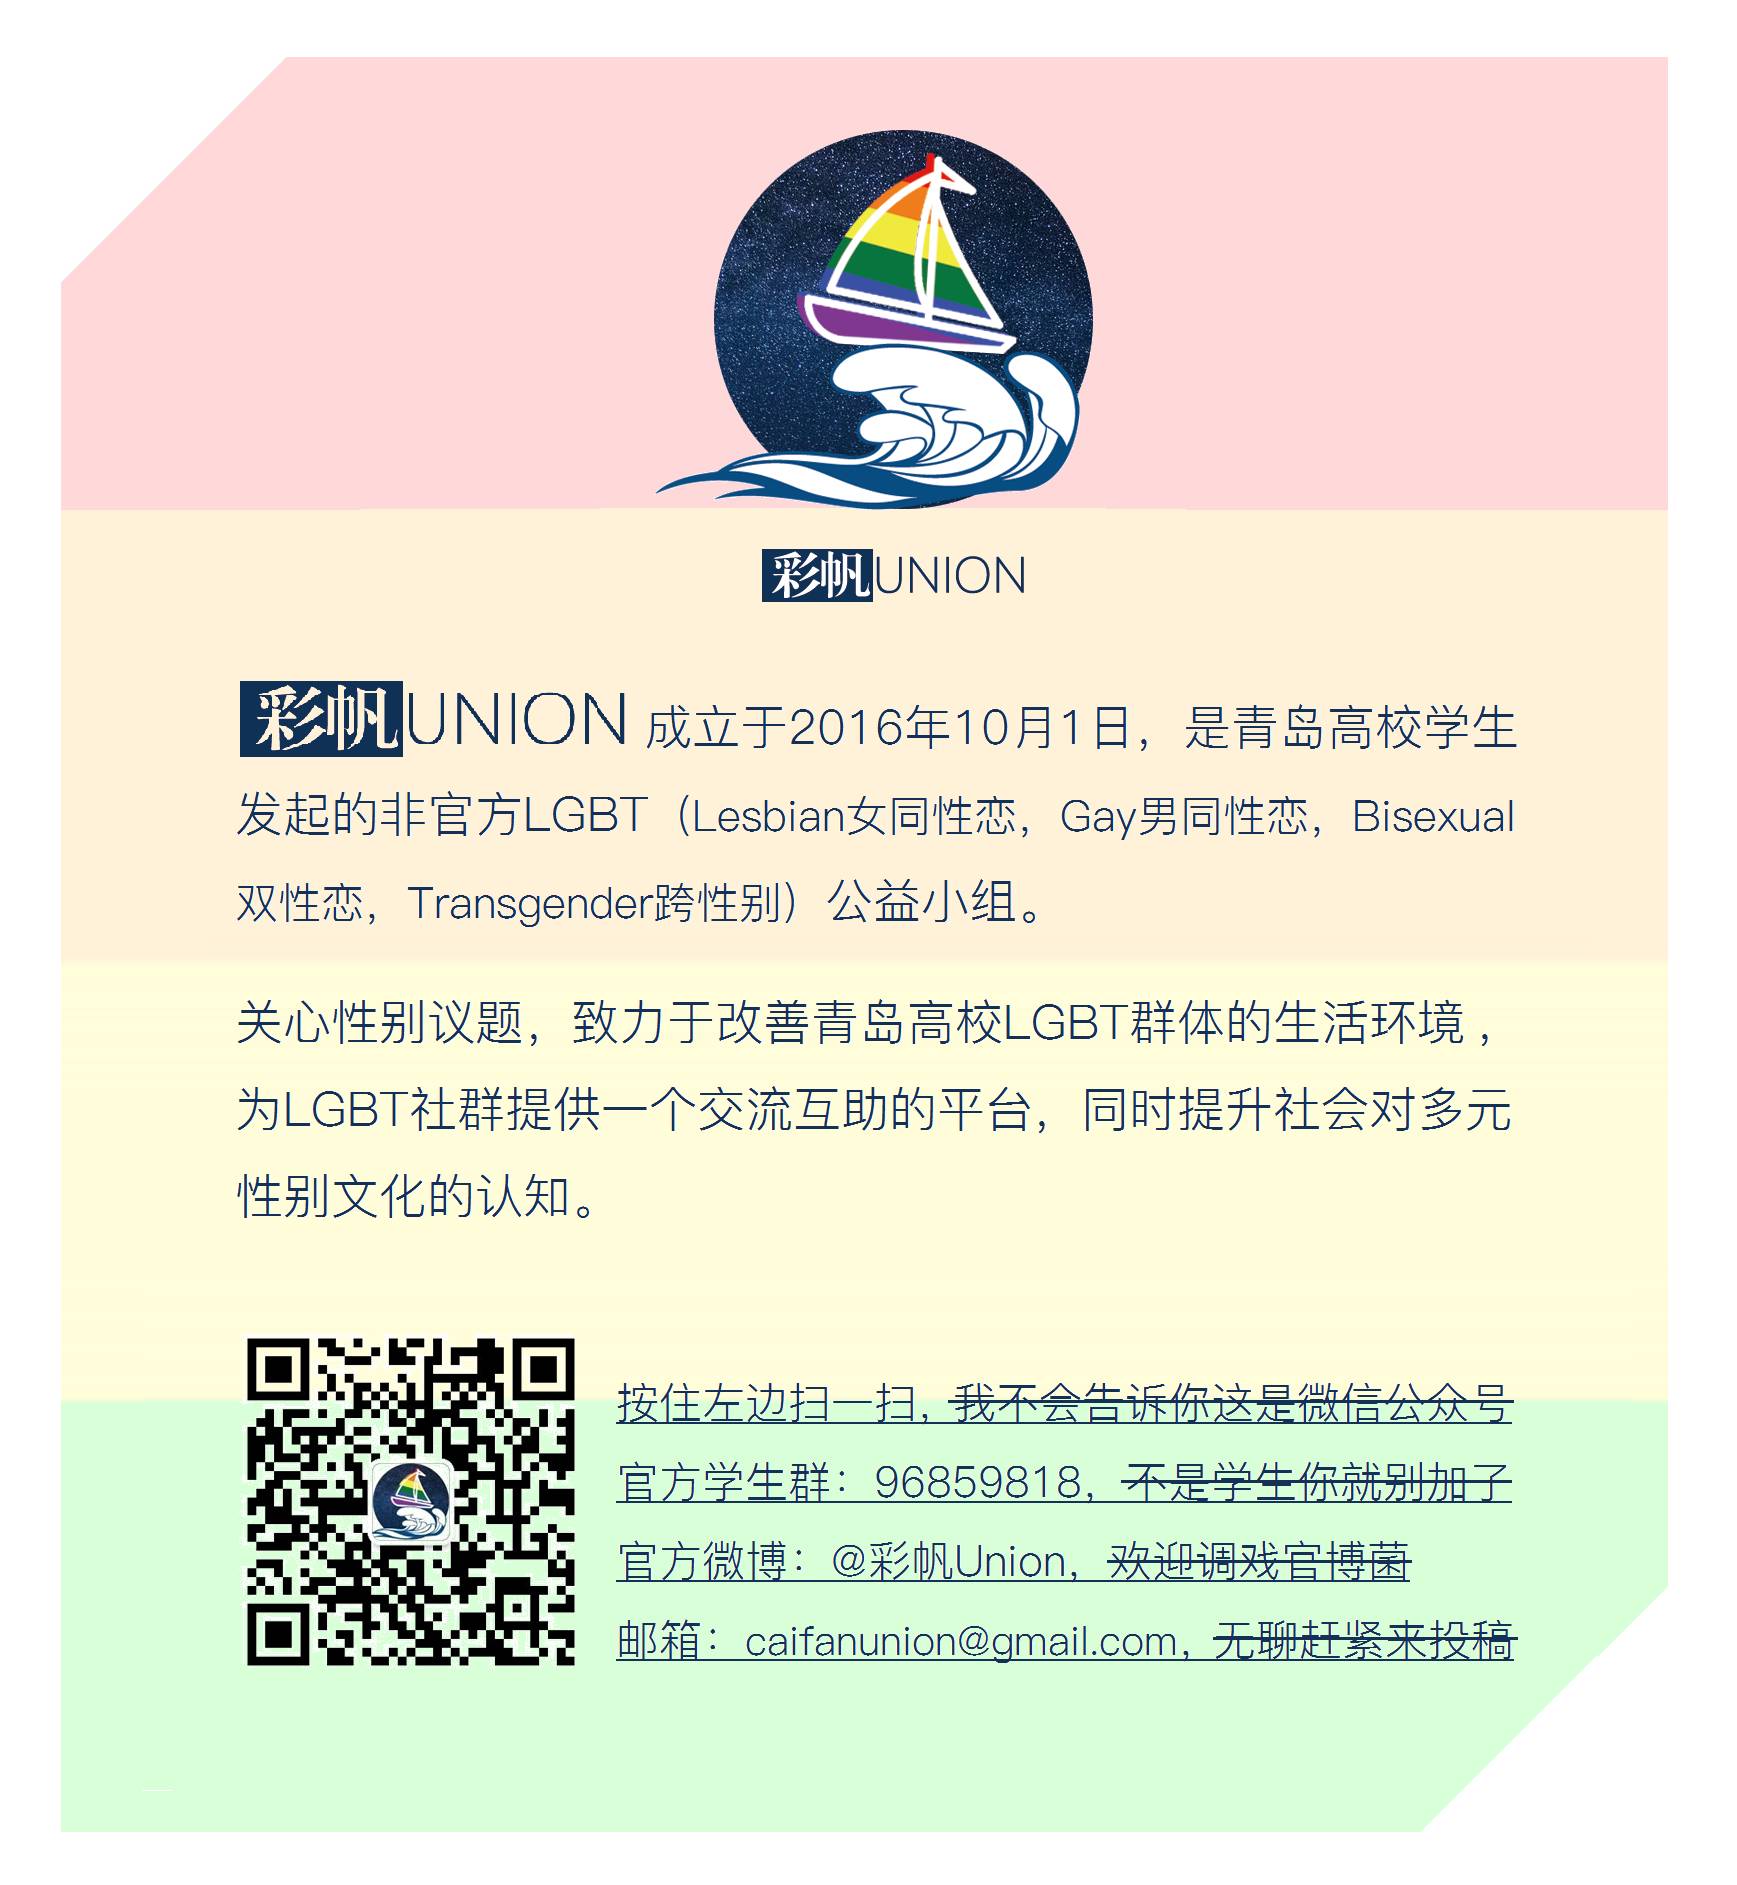 彩帆UNION
彩帆UNION 成立于2016年10月1日，是青岛高校学生
发起的非官方LGBT（Lesbian女同性恋，Gay男同性恋，Bisexual
双性恋，Transgender跨性别）公益小组。
关心性别议题，致力于改善青岛高校LGBT群体的生活环境，
为LGBT社群提供一个交流互助的平台，同时提升社会对多元
性别文化的认知。
按住左边扫一扫，我不会告诉你这是微信公众号
官方学生群：96859818，不是学生你就别加了
官方微博：@彩帆Union，欢迎调戏官博菌
邮箱：caifanunion@gmail.com，无聊赶紧来投稿